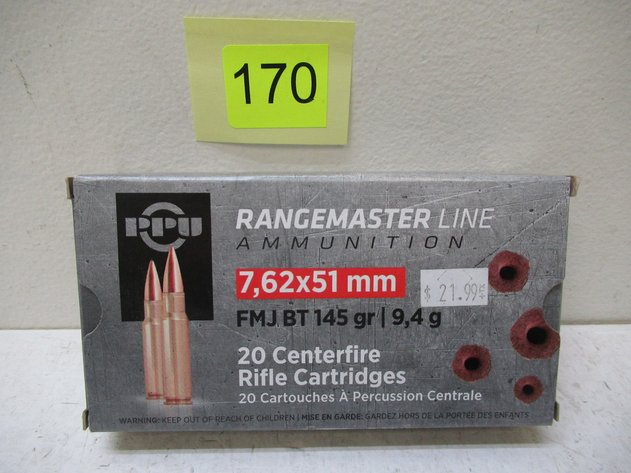 170
PPU
RANGEMASTER LINE
AMMUNITION
7,62x51 mm
$ 21.99¢
FMJ BT 145 gr | 9,4 g
20 Centerfire
Rifle Cartridges
20 Cartouches À Percussion Centrale
WARNING: KEEP OUT OF REACH OF CHILDREN | MISE EN GARDE: GARDEZ HORS DE LA PORTÉE DES ENFANTS